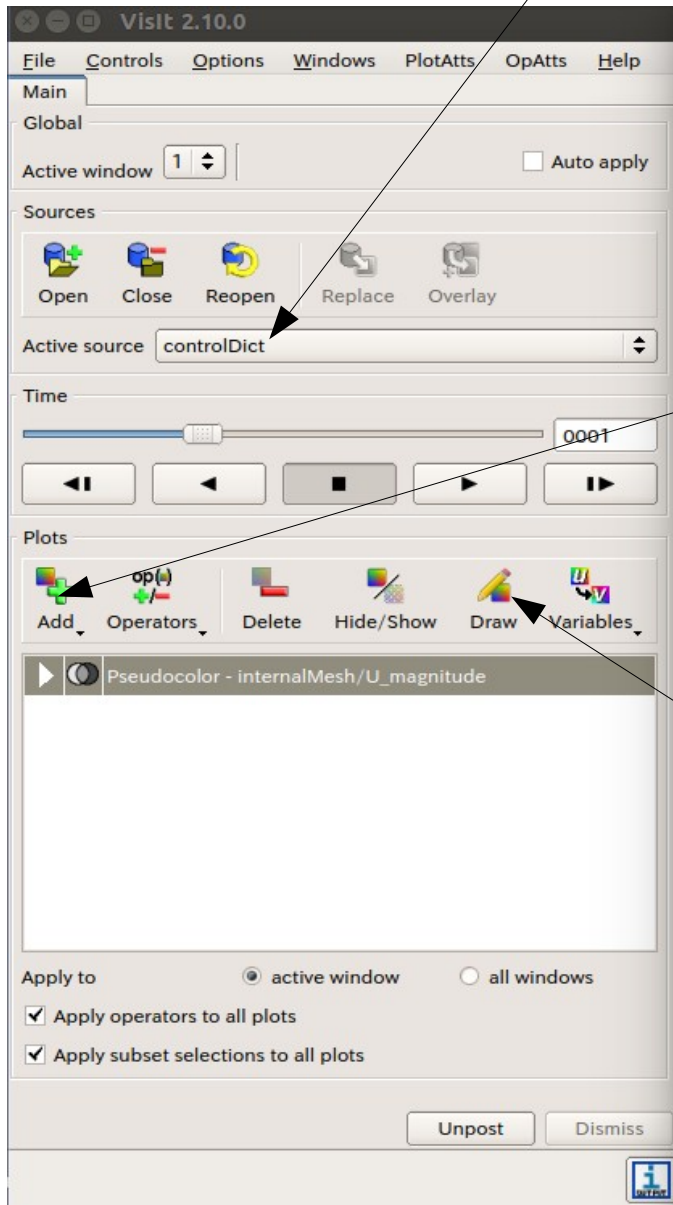 VisIt 2.10.0
File Controls Options Windows PlotAtts OpAtts Help
Main
Global
Active window 1 Auto apply
Sources
Open Close Reopen Replace Overlay
Active source controlDict
Time
0001
Plots
op(=) +/-
u v
Add Operators Delete Hide/Show Draw Variables
Pseudocolor - internalMesh/U_magnitude
Apply to active window all windows
Apply operators to all plots
Apply subset selections to all plots
Unpost Dismiss
i
OUTPUT